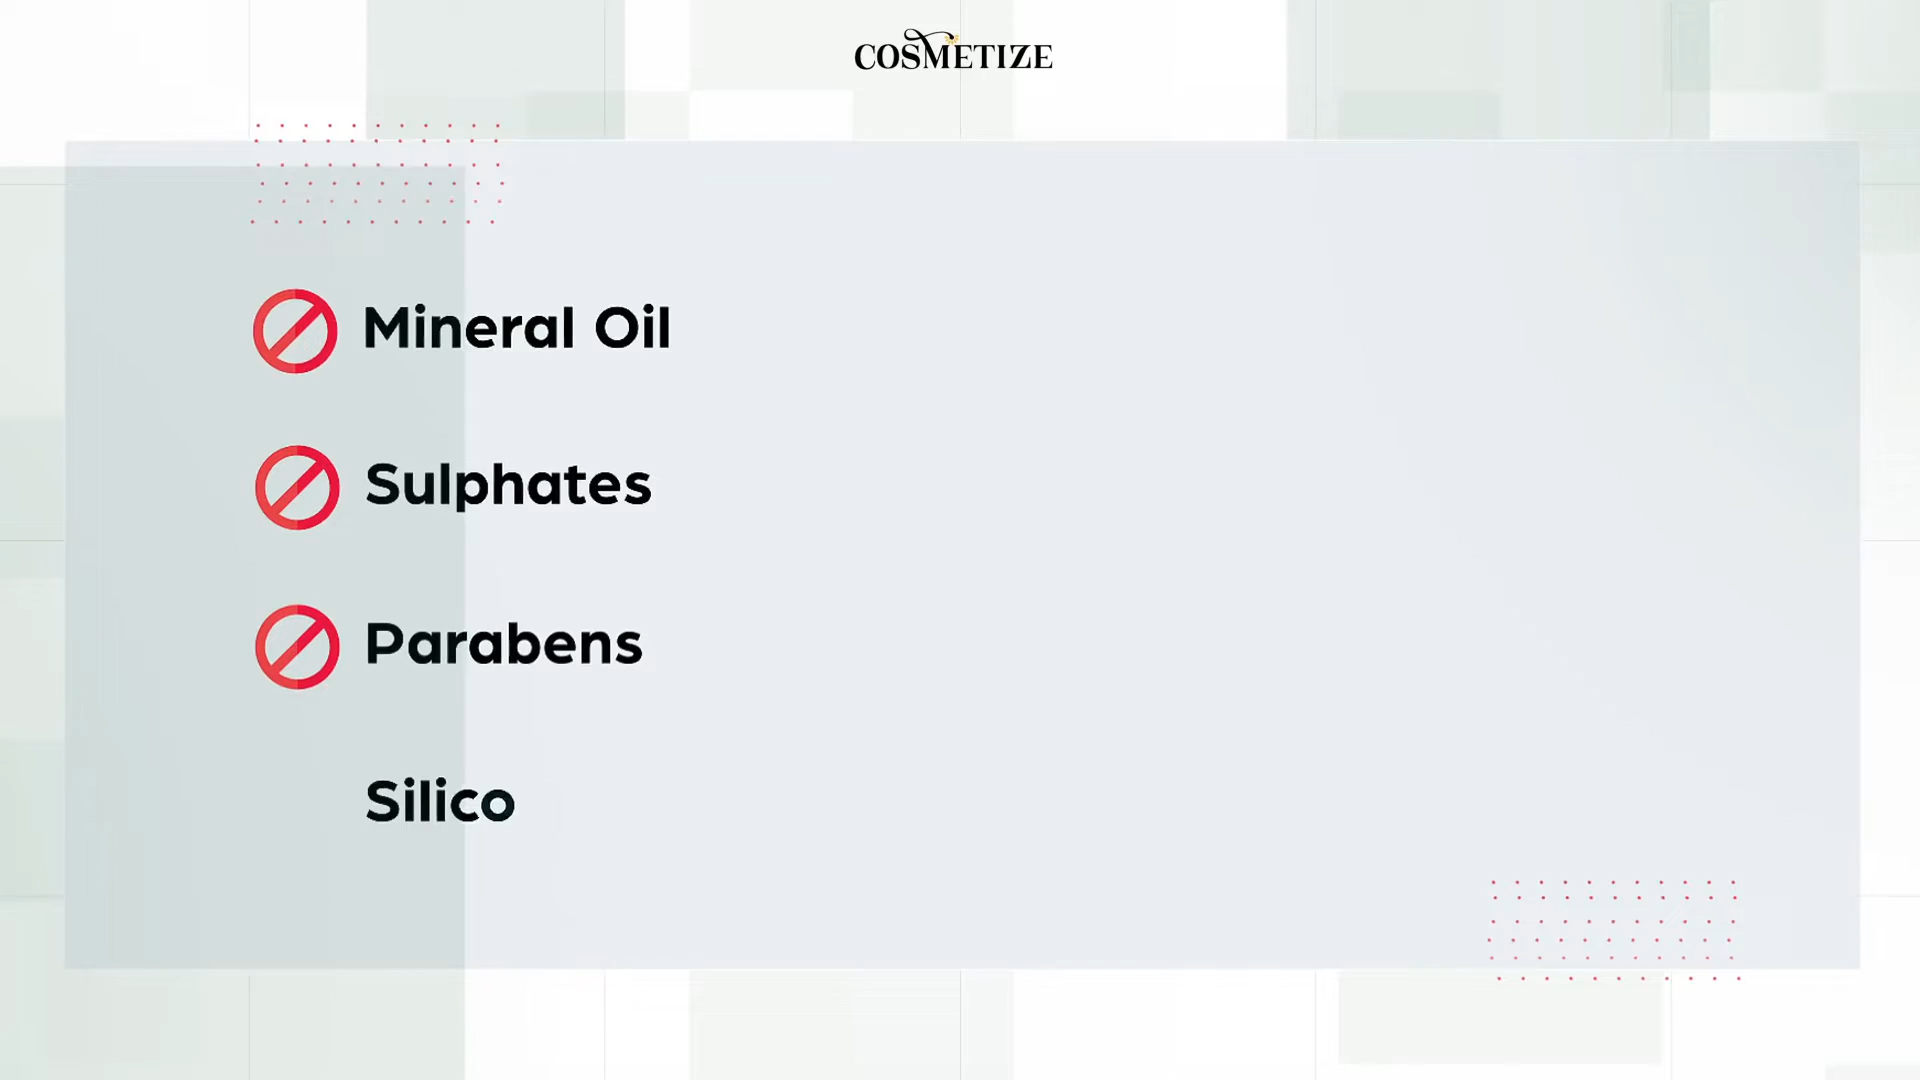 COSMETIZE
Mineral Oil
Sulphates
Parabens
Silico